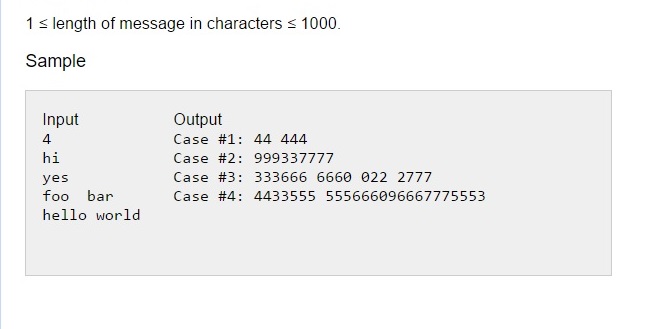 1 ≤ length of message in characters ≤ 1000.
Sample
Input Output
4 Case #1: 44 444
hi Case #2: 999337777
yes Case #3: 333666 6660 022 2777
foo  bar Case #4: 4433555 555666096667775553
hello world